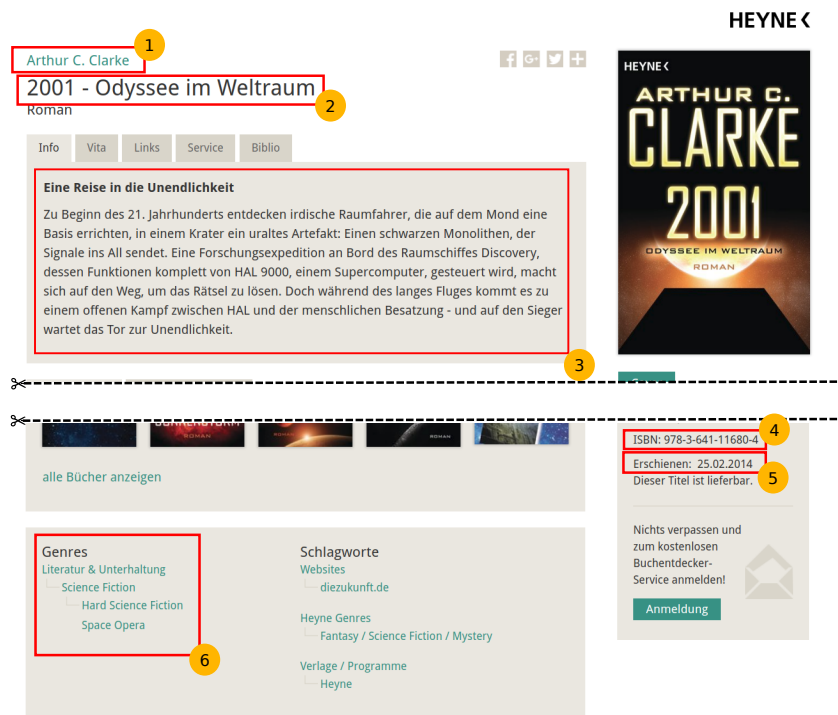 HEYNE
1
Arthur C. Clarke
2001 - Odyssee im Weltraum
2
Roman
Info Vita Links Service Biblio
Eine Reise in die Unendlichkeit
Zu Beginn des 21. Jahrhunderts entdecken irdische Raumfahrer, die auf dem Mond eine
Basis errichten, in einem Krater ein uraltes Artefakt: Einen schwarzen Monolithen, der
Signale ins All sendet. Eine Forschungsexpedition an Bord des Raumschiffes Discovery,
dessen Funktionen komplett von HAL 9000, einem Supercomputer, gesteuert wird, macht
sich auf den Weg, um das Rätsel zu lösen. Doch während des langes Fluges kommt es zu
einem offenen Kampf zwischen HAL und der menschlichen Besatzung - und auf den Sieger
wartet das Tor zur Unendlichkeit.
3
HEYNE
ARTHUR C.
CLARKE
2001
ODYSSEE IM WELTRAUM
ROMAN
ROMAN
ROMAN
ROMAN
alle Bücher anzeigen
ISBN: 978-3-641-11680-4
4
Erschienen: 25.02.2014
5
Dieser Titel ist lieferbar.
Nichts verpassen und
zum kostenlosen
Buchentdecker-
Service anmelden!
Anmeldung
Genres
Literatur & Unterhaltung
Science Fiction
Hard Science Fiction
Space Opera
6
Schlagworte
Websites
diezukunft.de
Heyne Genres
Fantasy / Science Fiction / Mystery
Verlage / Programme
Heyne